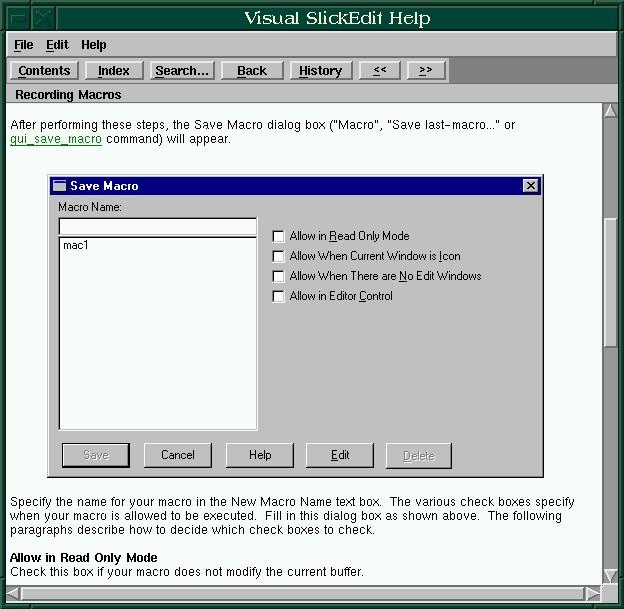 Visual SlickEdit Help
File Edit Help
Contents Index Search... Back History << >>
Recording Macros
After performing these steps, the Save Macro dialog box ("Macro", "Save last-macro..." or
gui_save_macro command) will appear.
Save Macro
Macro Name:
mac1
Allow in Read Only Mode
Allow When Current Window is Icon
Allow When There are No Edit Windows
Allow in Editor Control
Save Cancel Help Edit Delete
Specify the name for your macro in the New Macro Name text box. The various check boxes specify
when your macro is allowed to be executed. Fill in this dialog box as shown above. The following
paragraphs describe how to decide which check boxes to check.
Allow in Read Only Mode
Check this box if your macro does not modify the current buffer.